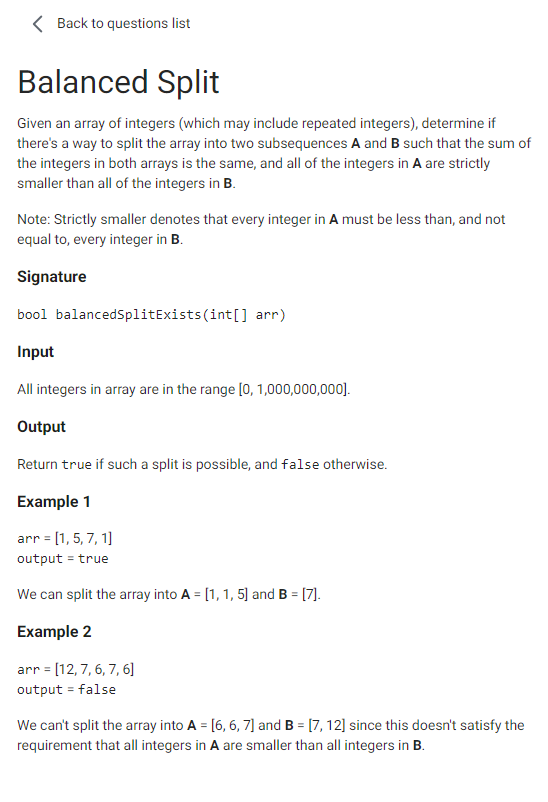 Back to questions list
Balanced Split
Given an array of integers (which may include repeated integers), determine if
there's a way to split the array into two subsequences A and B such that the sum of
the integers in both arrays is the same, and all of the integers in A are strictly
smaller than all of the integers in B.
Note: Strictly smaller denotes that every integer in A must be less than, and not
equal to, every integer in B.
Signature
bool balancedSplitExists(int[] arr)
Input
All integers in array are in the range [0, 1,000,000,000].
Output
Return true if such a split is possible, and false otherwise.
Example 1
arr = [1, 5, 7, 1]
output = true
We can split the array into A = [1, 1, 5] and B = [7].
Example 2
arr = [12, 7, 6, 7, 6]
output = false
We can't split the array into A = [6, 6, 7] and B = [7, 12] since this doesn't satisfy the
requirement that all integers in A are smaller than all integers in B.